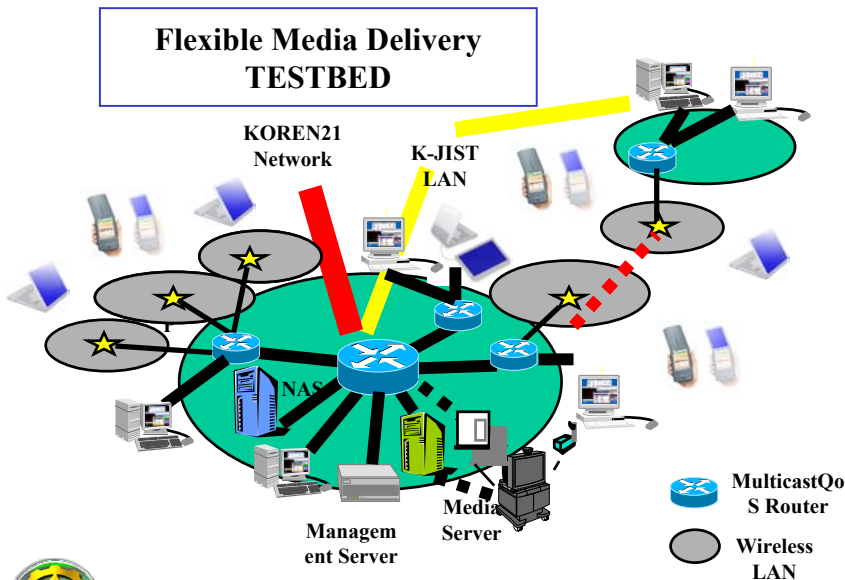 Flexible Media Delivery
TESTBED
KOREN21
Network
K-JIST
LAN
NAS
Media
Server
Managem
ent Server
MulticastQo
S Router
Wireless
LAN